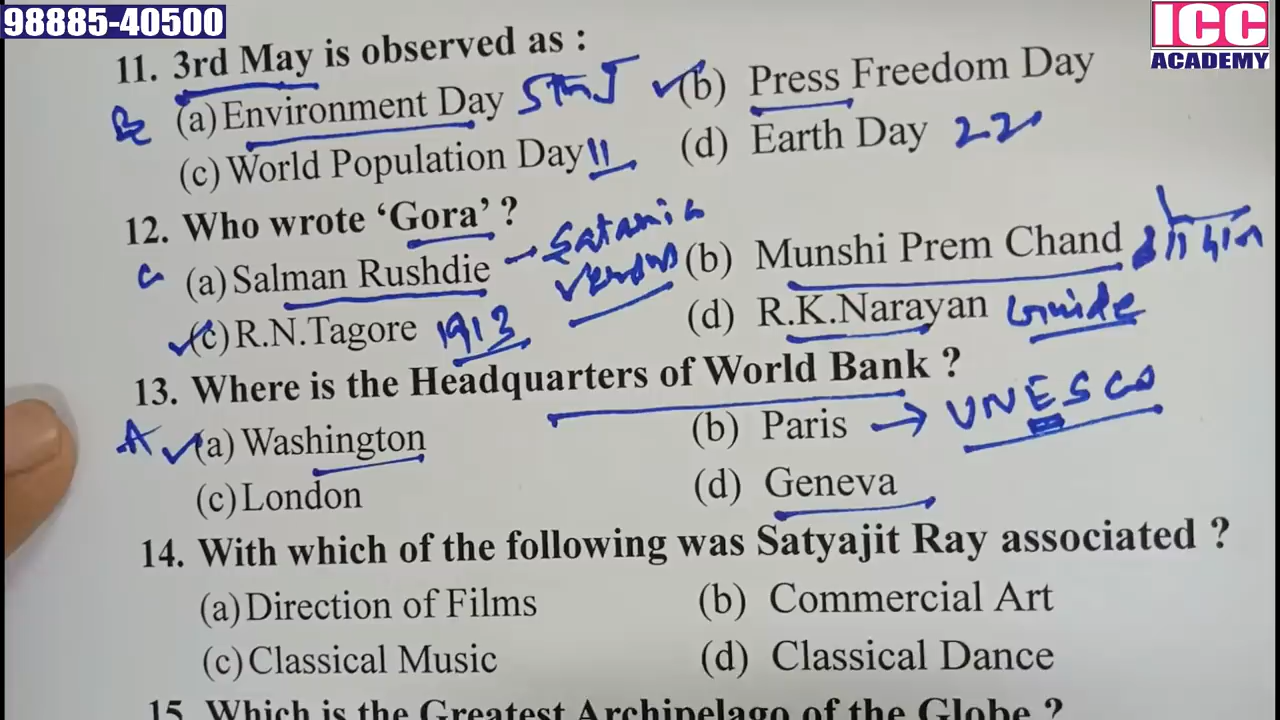 98885-40500
ICC
ACADEMY
11. 3rd May is observed as :
B (a) Environment Day 5th J (b) Press Freedom Day
(c) World Population Day 11 (d) Earth Day 22
12. Who wrote ‘Gora’ ?
C (a) Salman Rushdie Satanic (b) Munshi Prem Chand
(c) R.N.Tagore 1913 (d) R.K.Narayan Guide
13. Where is the Headquarters of World Bank ?
A (a) Washington (b) Paris → UNESCO
(c) London (d) Geneva
14. With which of the following was Satyajit Ray associated ?
(a) Direction of Films (b) Commercial Art
(c) Classical Music (d) Classical Dance
15. Which is the Greatest Archipelago of the Globe ?